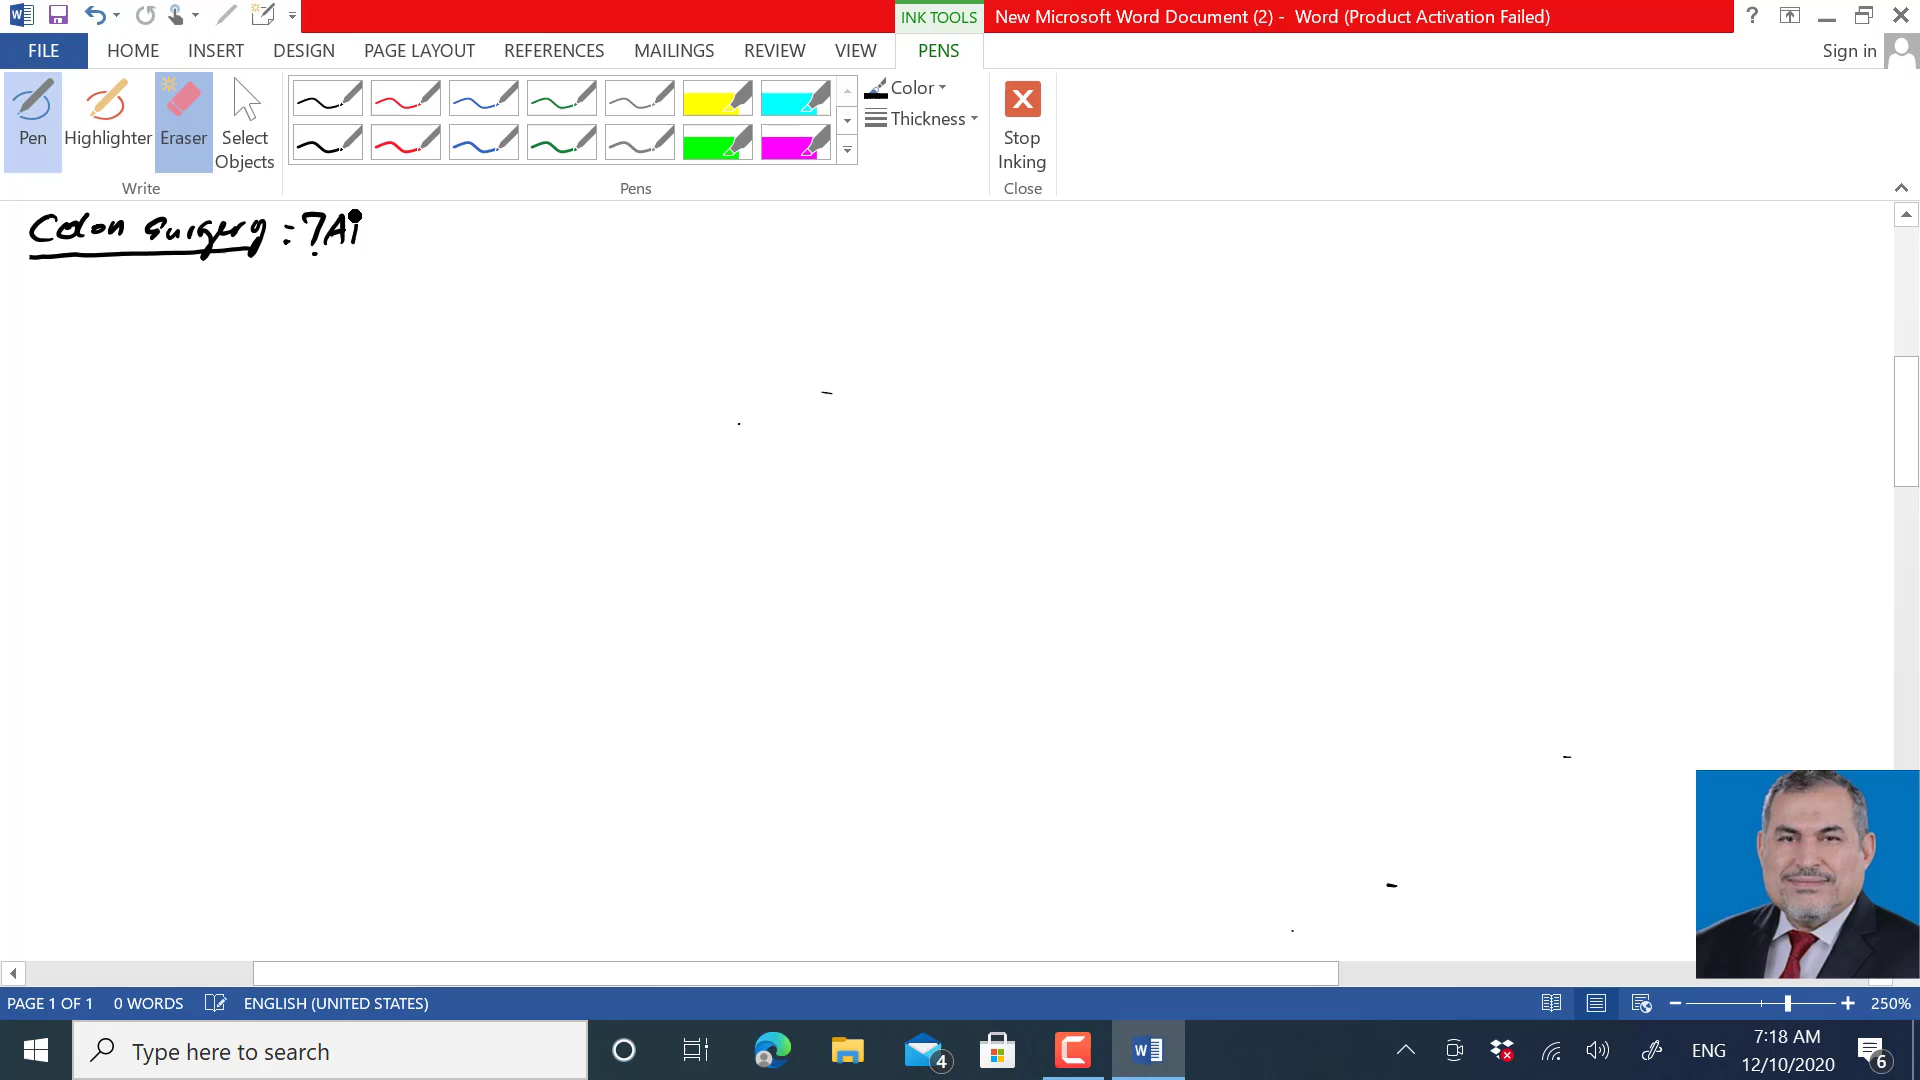 INK TOOLS
New Microsoft Word Document (2) - Word (Product Activation Failed)
?
FILE HOME INSERT DESIGN PAGE LAYOUT REFERENCES MAILINGS REVIEW VIEW PENS
Sign in
Pen
Highlighter
Eraser
Select
Objects
Color
Thickness
Stop
Inking
Write
Pens
Close
Colon surgery : 7Ai
PAGE 1 OF 1 0 WORDS ENGLISH (UNITED STATES)
250%
Type here to search
4
ENG
7:18 AM
12/10/2020
6